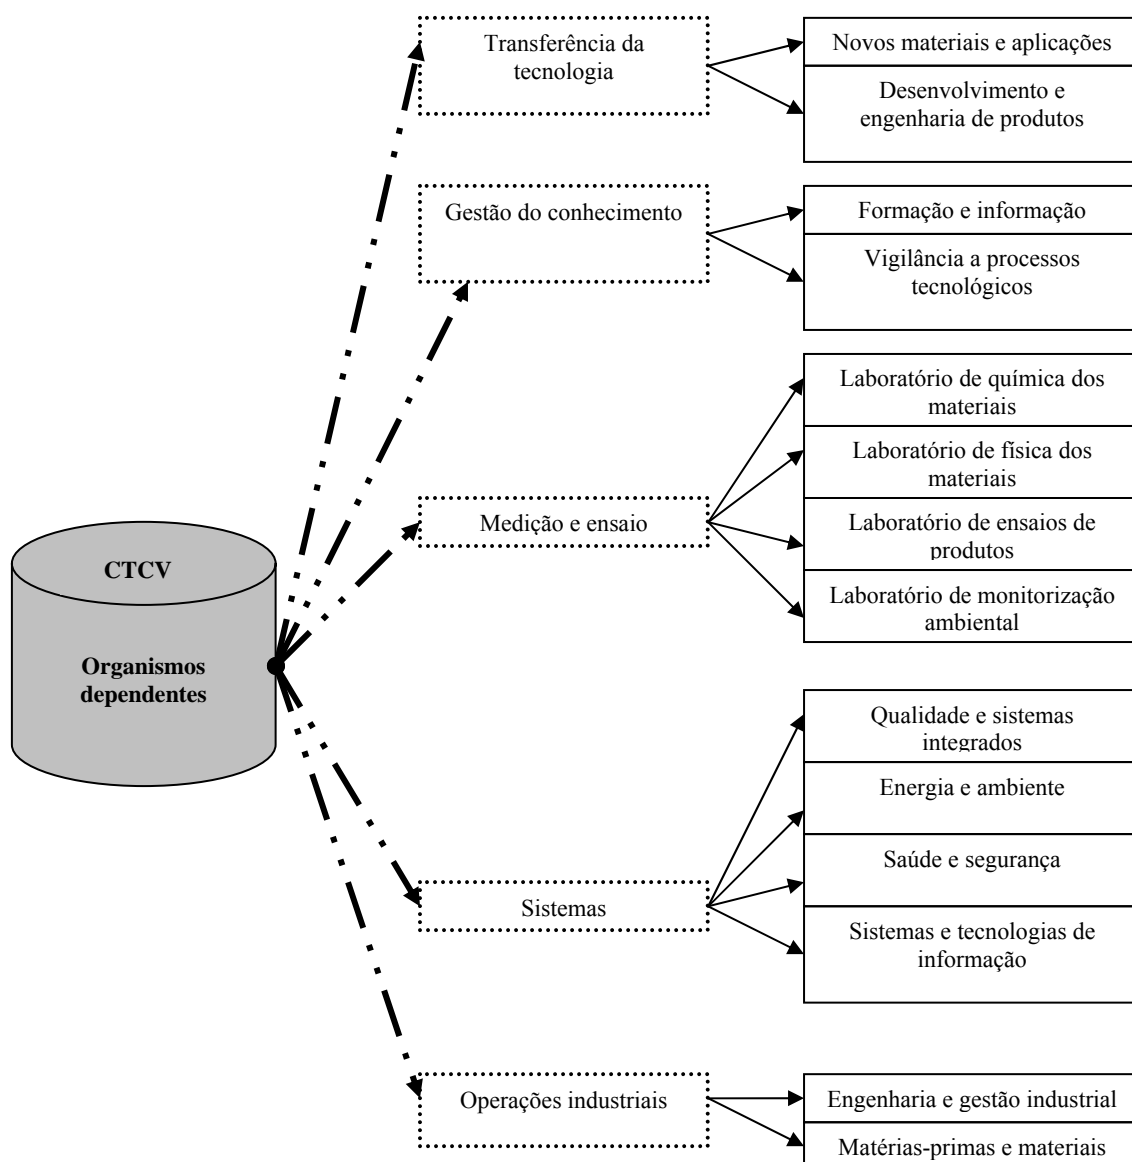 Transferência da
tecnologia
Novos materiais e aplicações
Desenvolvimento e
engenharia de produtos
Gestão do conhecimento
Formação e informação
Vigilância a processos
tecnológicos
Laboratório de química dos
materiais
Laboratório de física dos
materiais
Medição e ensaio
Laboratório de ensaios de
produtos
Laboratório de monitorização
ambiental
CTCV
Organismos
dependentes
Qualidade e sistemas
integrados
Energia e ambiente
Saúde e segurança
Sistemas
Sistemas e tecnologias de
informação
Operações industriais
Engenharia e gestão industrial
Matérias-primas e materiais